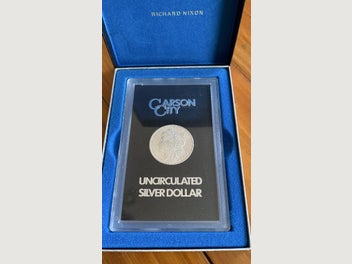 RICHARD NIXON
CARSON
CITY
UNCIRCULATED
SILVER DOLLAR